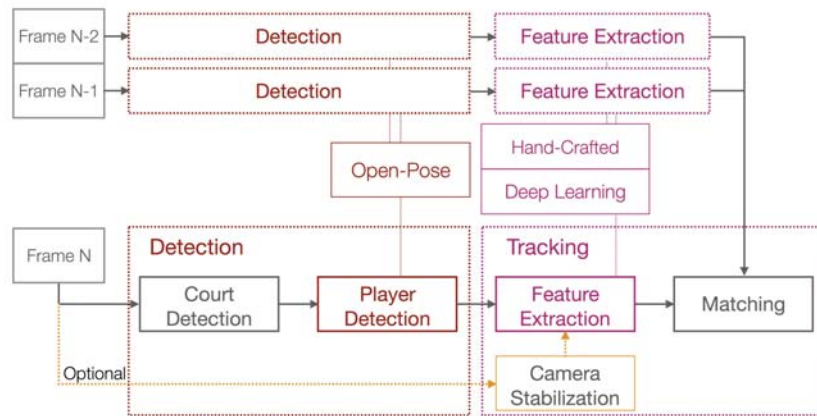 Frame N-2
Detection
Feature Extraction
Frame N-1
Detection
Feature Extraction
Open-Pose
Hand-Crafted
Deep Learning
Frame N
Detection
Tracking
Court
Detection
Player
Detection
Feature
Extraction
Matching
Optional
Camera
Stabilization